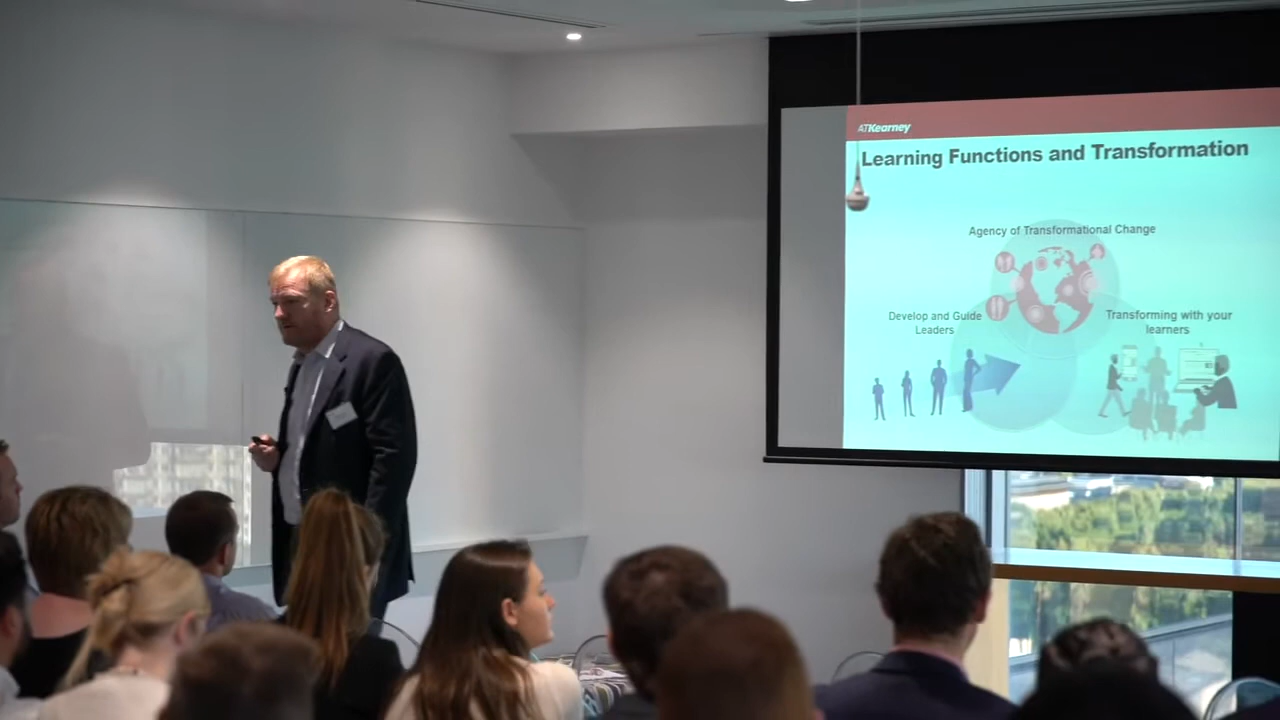 ATKearney
Learning Functions and Transformation
Agency of Transformational Change
Develop and Guide
Leaders
Transforming with your
learners